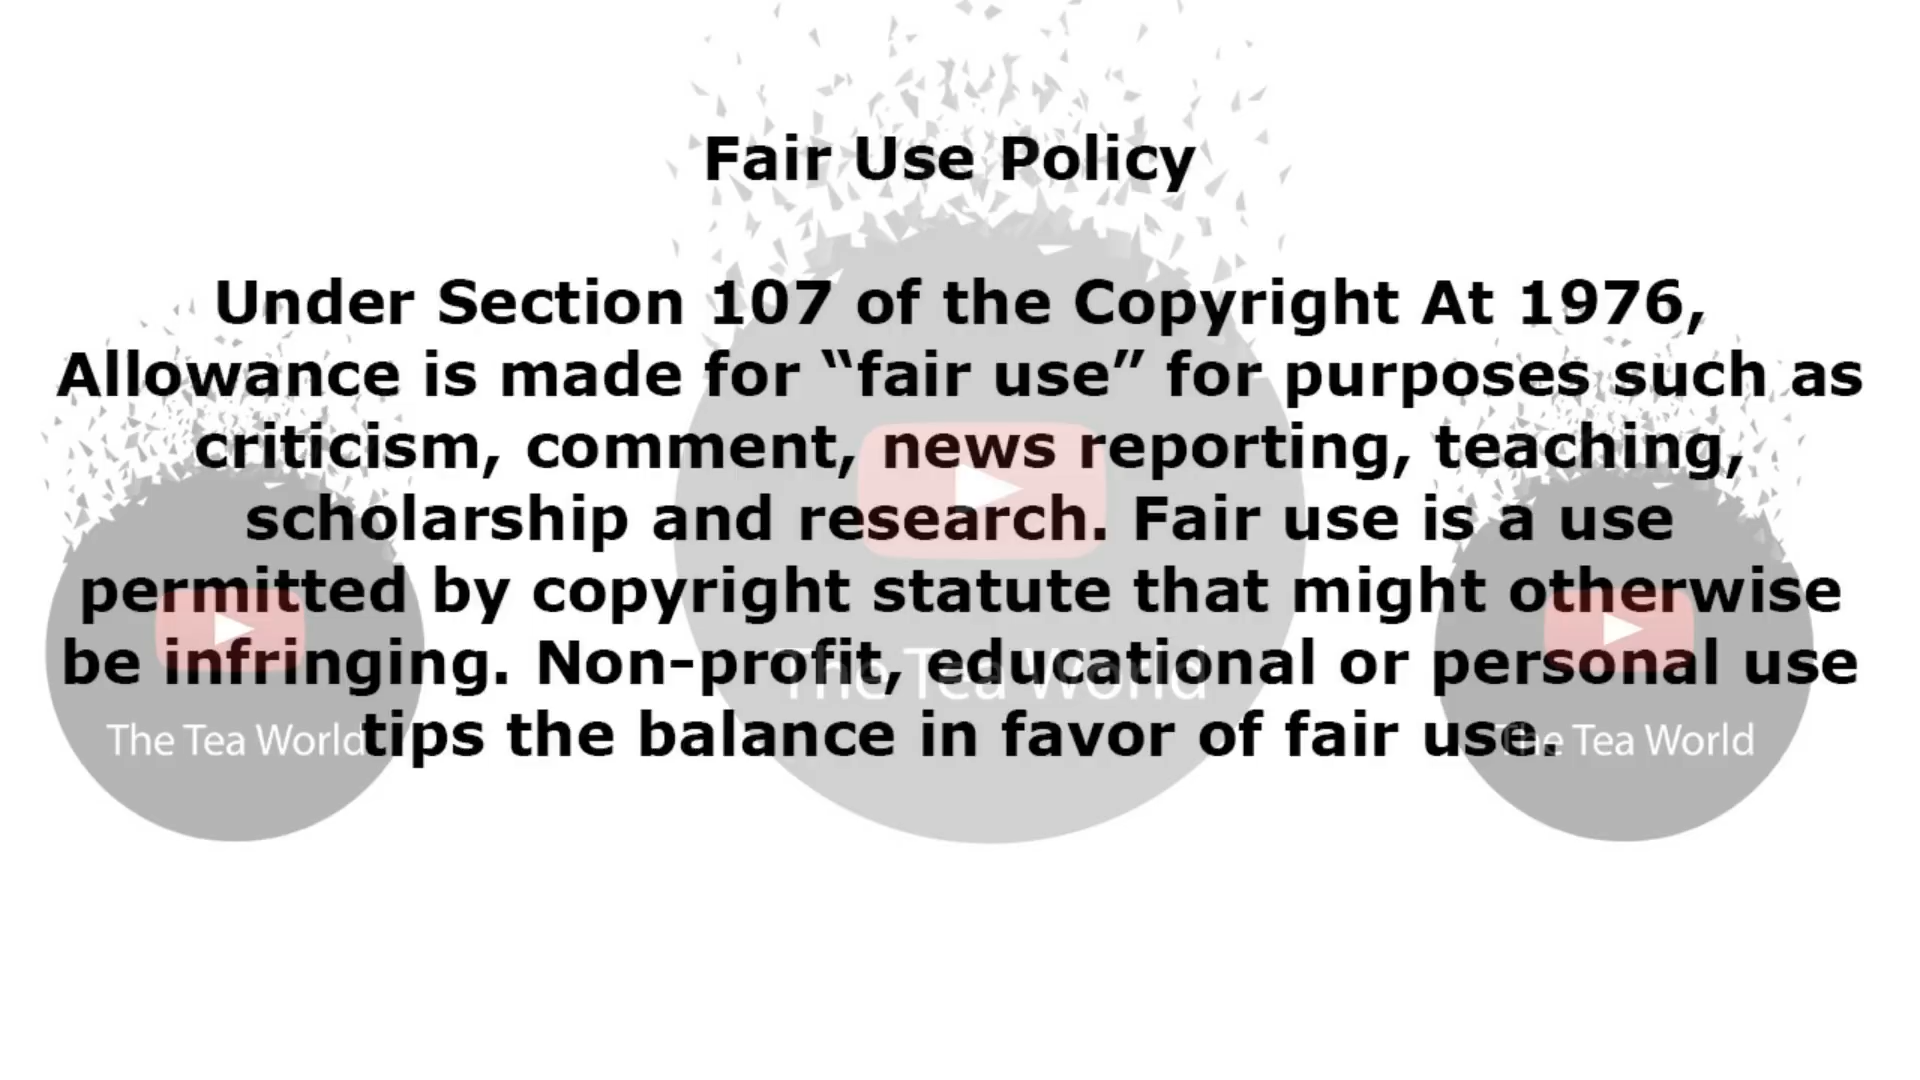 Fair Use Policy
Under Section 107 of the Copyright At 1976,
Allowance is made for “fair use” for purposes such as
criticism, comment, news reporting, teaching,
scholarship and research. Fair use is a use
permitted by copyright statute that might otherwise
be infringing. Non-profit, educational or personal use
tips the balance in favor of fair use.
The Tea World
The Tea World
The Tea World